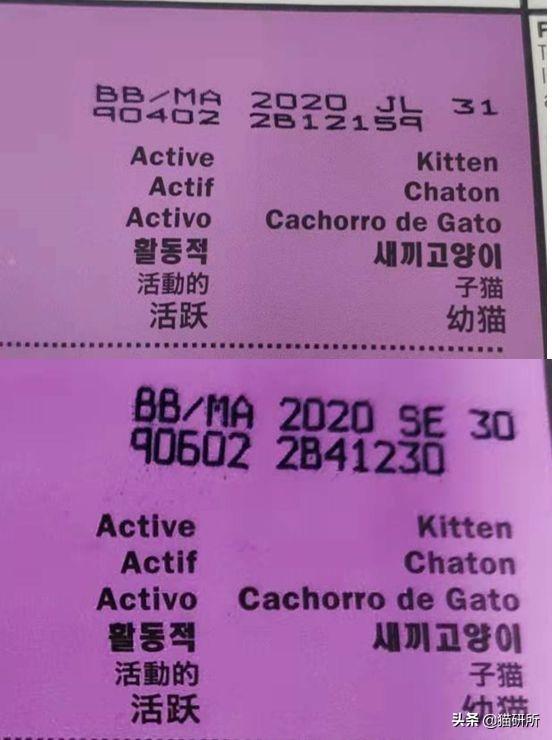 BB/MA 2020 JL 31
90402 2B12159
Active Kitten
Actif Chaton
Activo Cachorro de Gato
활동적 새끼고양이
活動的 子猫
活跃 幼猫
BB/MA 2020 SE 30
90602 2B41230
Active Kitten
Actif Chaton
Activo Cachorro de Gato
활동적 새끼고양이
活動的 子猫
活跃 幼猫
头条 @猫研所